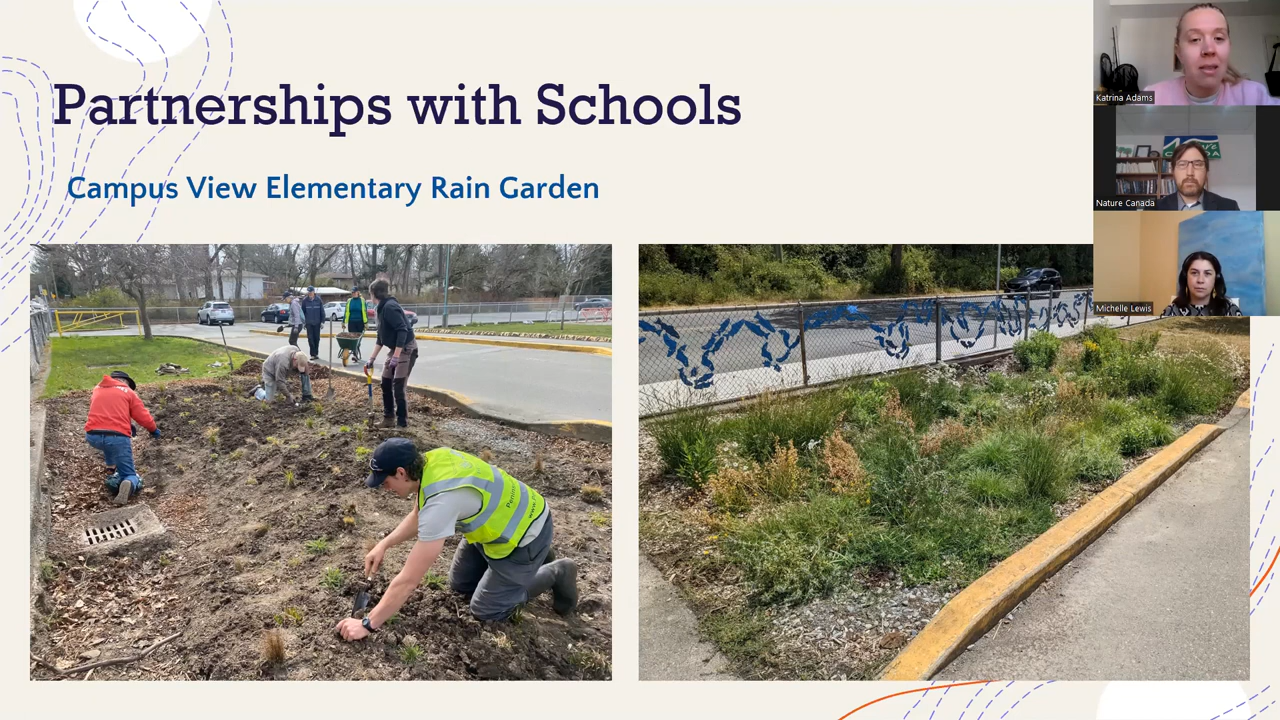 Partnerships with Schools
Campus View Elementary Rain Garden
Katrina Adams
Nature Canada
Michelle Lewis